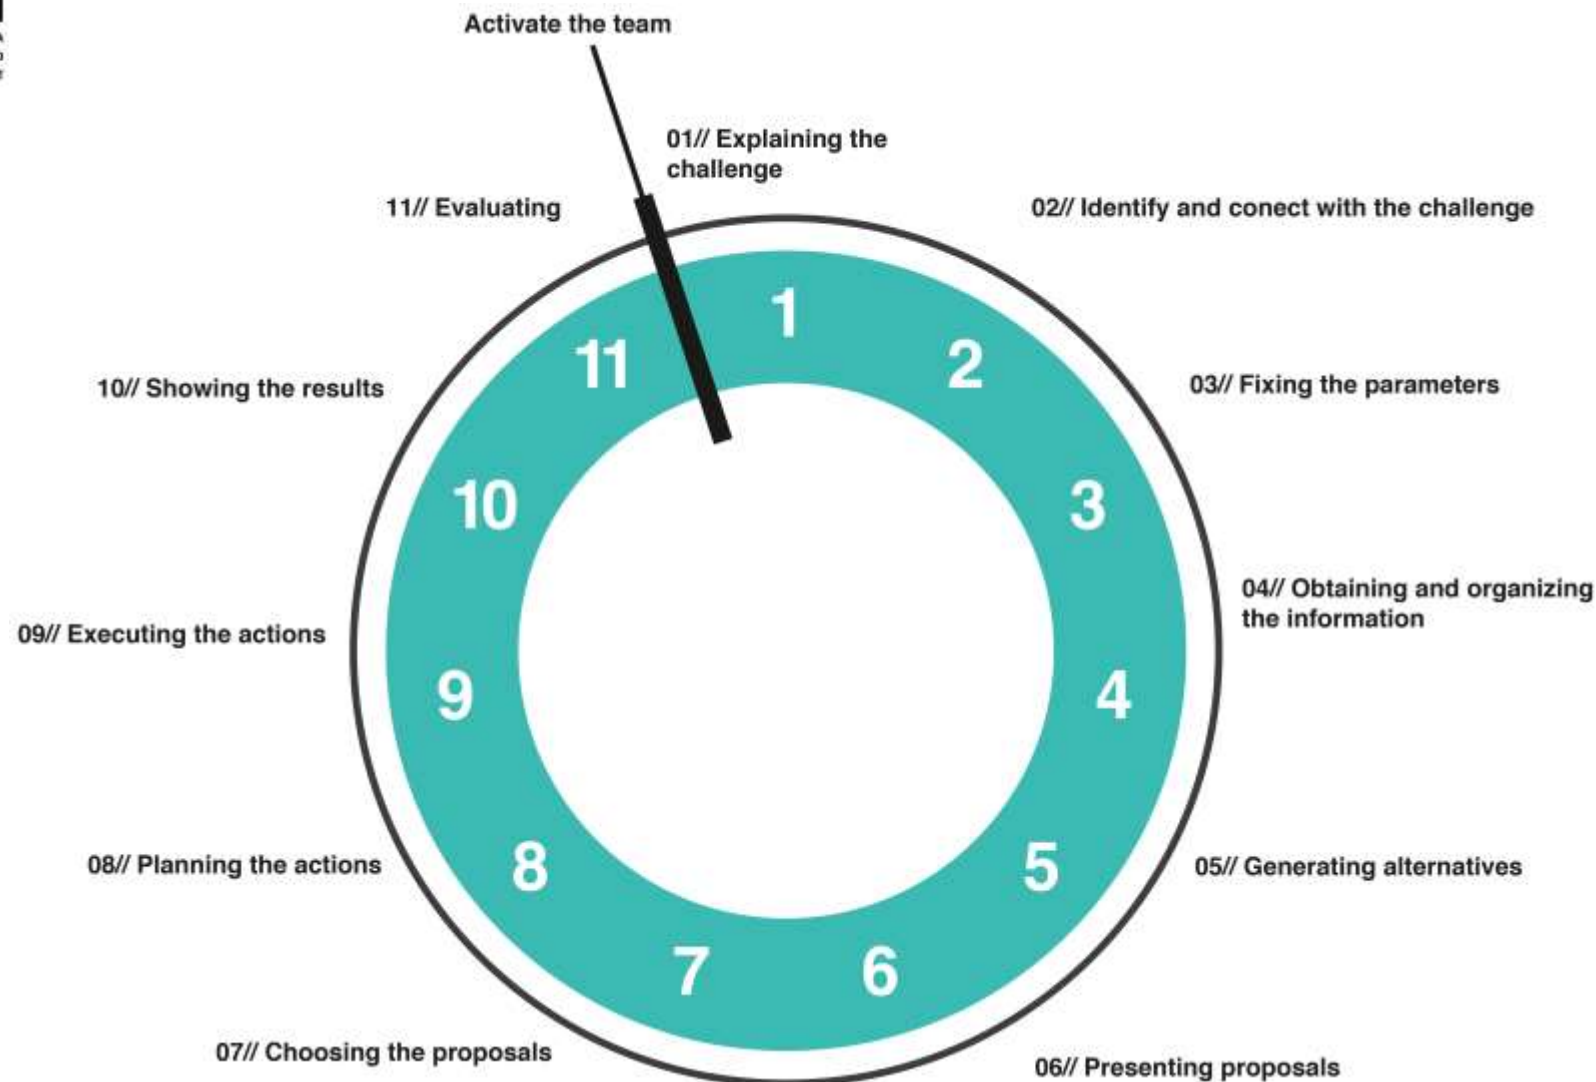 Activate the team
01// Explaining the
challenge
11// Evaluating
02// Identify and conect with the challenge
10// Showing the results
03// Fixing the parameters
04// Obtaining and organizing
the information
09// Executing the actions
08// Planning the actions
05// Generating alternatives
07// Choosing the proposals
06// Presenting proposals
1
2
3
4
5
6
7
8
9
10
11